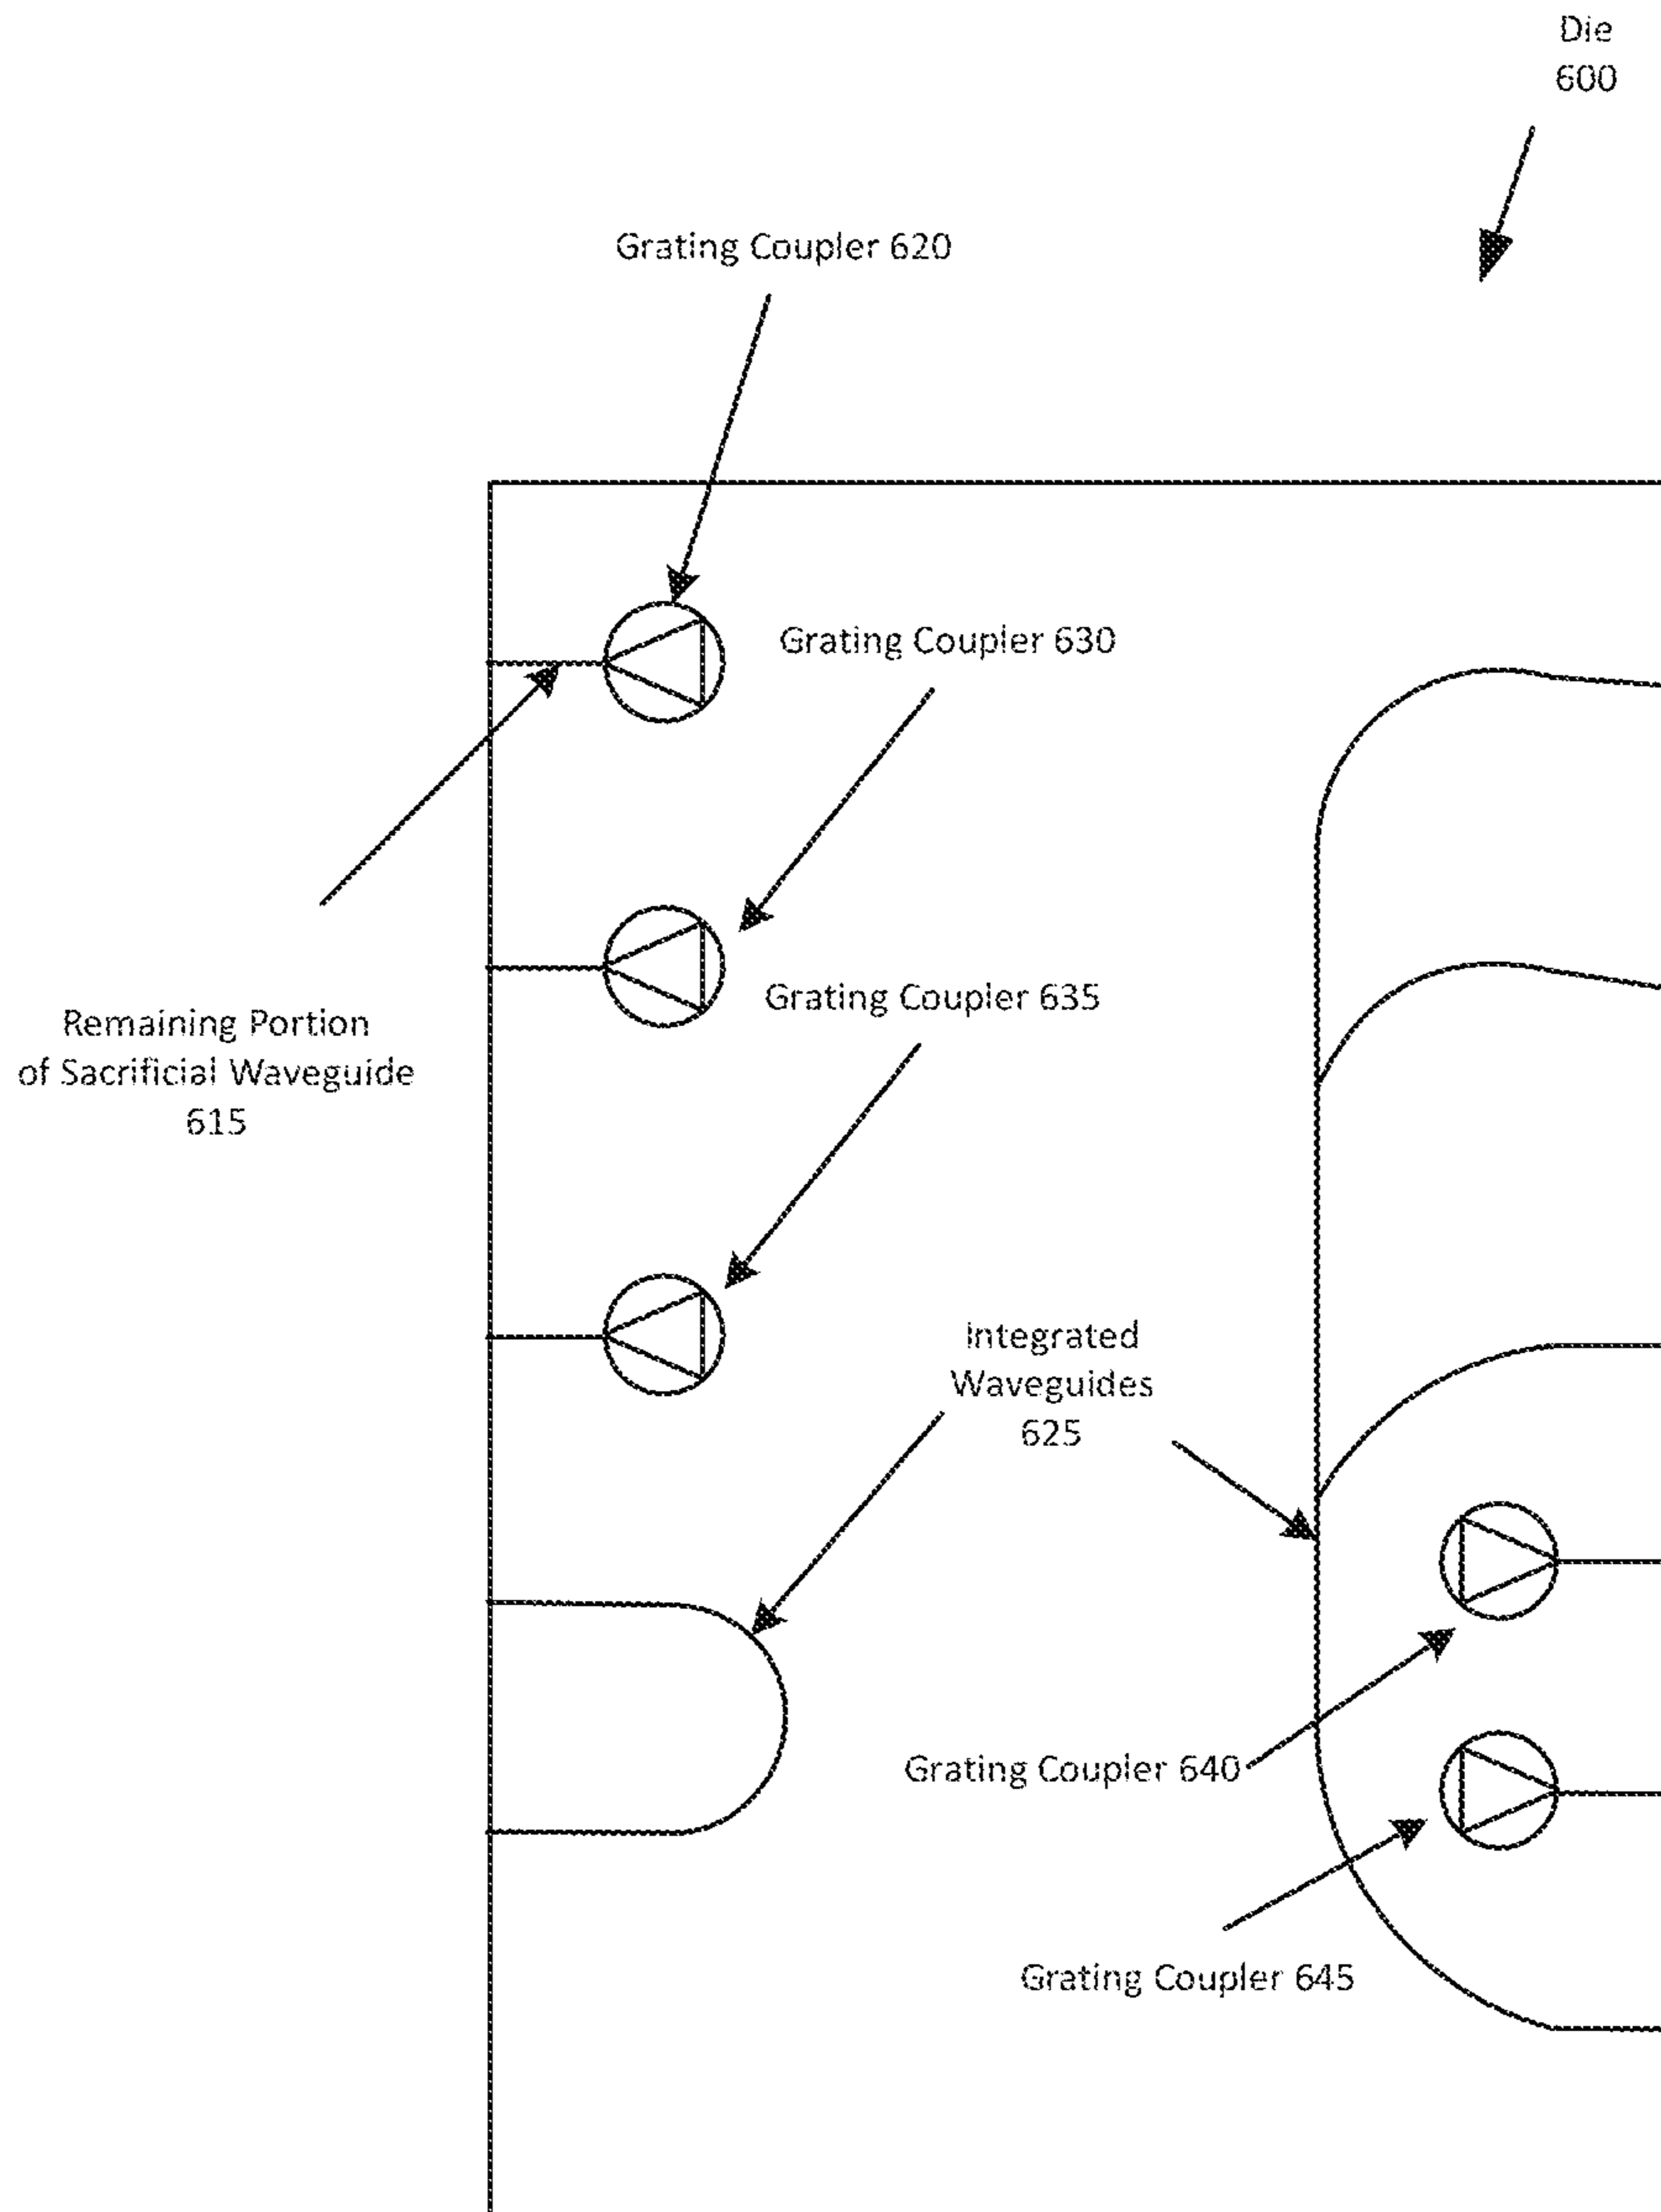 Die
600
Grating Coupler 620
Grating Coupler 630
Grating Coupler 635
Remaining Portion
of Sacrificial Waveguide
615
Integrated
Waveguides
625
Grating Coupler 640
Grating Coupler 645